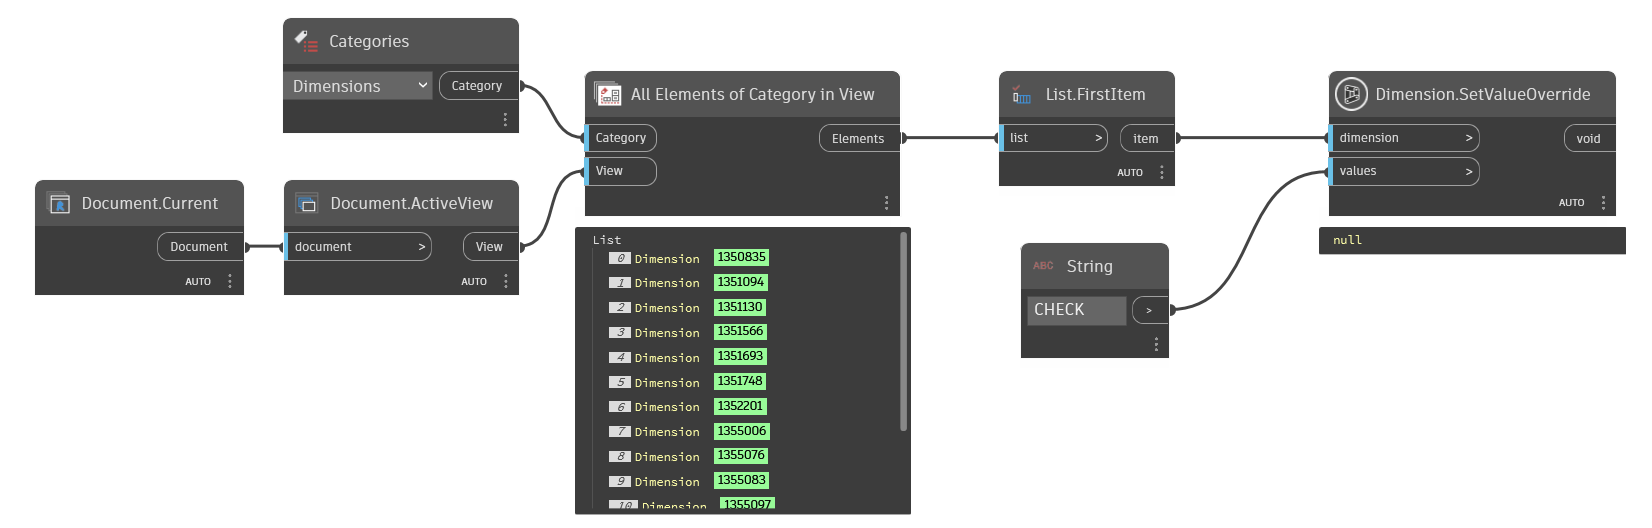 Categories
Dimensions
Category
Document.Current
Document
AUTO
Document.ActiveView
document >
View
AUTO
All Elements of Category in View
Category
Elements
View
List
0 Dimension 1350835
1 Dimension 1351094
2 Dimension 1351130
3 Dimension 1351566
4 Dimension 1351693
5 Dimension 1351748
6 Dimension 1352201
7 Dimension 1355006
8 Dimension 1355076
9 Dimension 1355083
10 Dimension 1355097
List.FirstItem
list >
item
AUTO
ABC String
CHECK
>
Dimension.SetValueOverride
dimension >
void
values >
AUTO
null